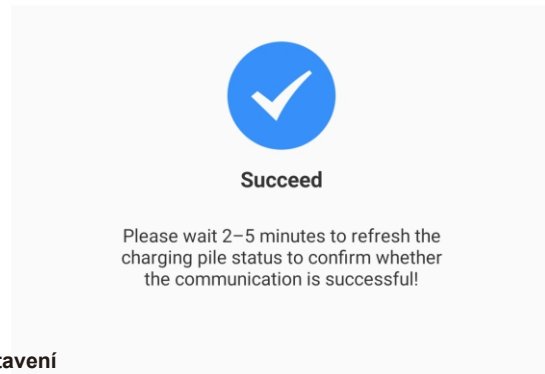 Succeed
Please wait 2–5 minutes to refresh the
charging pile status to confirm whether
the communication is successful!
tavení